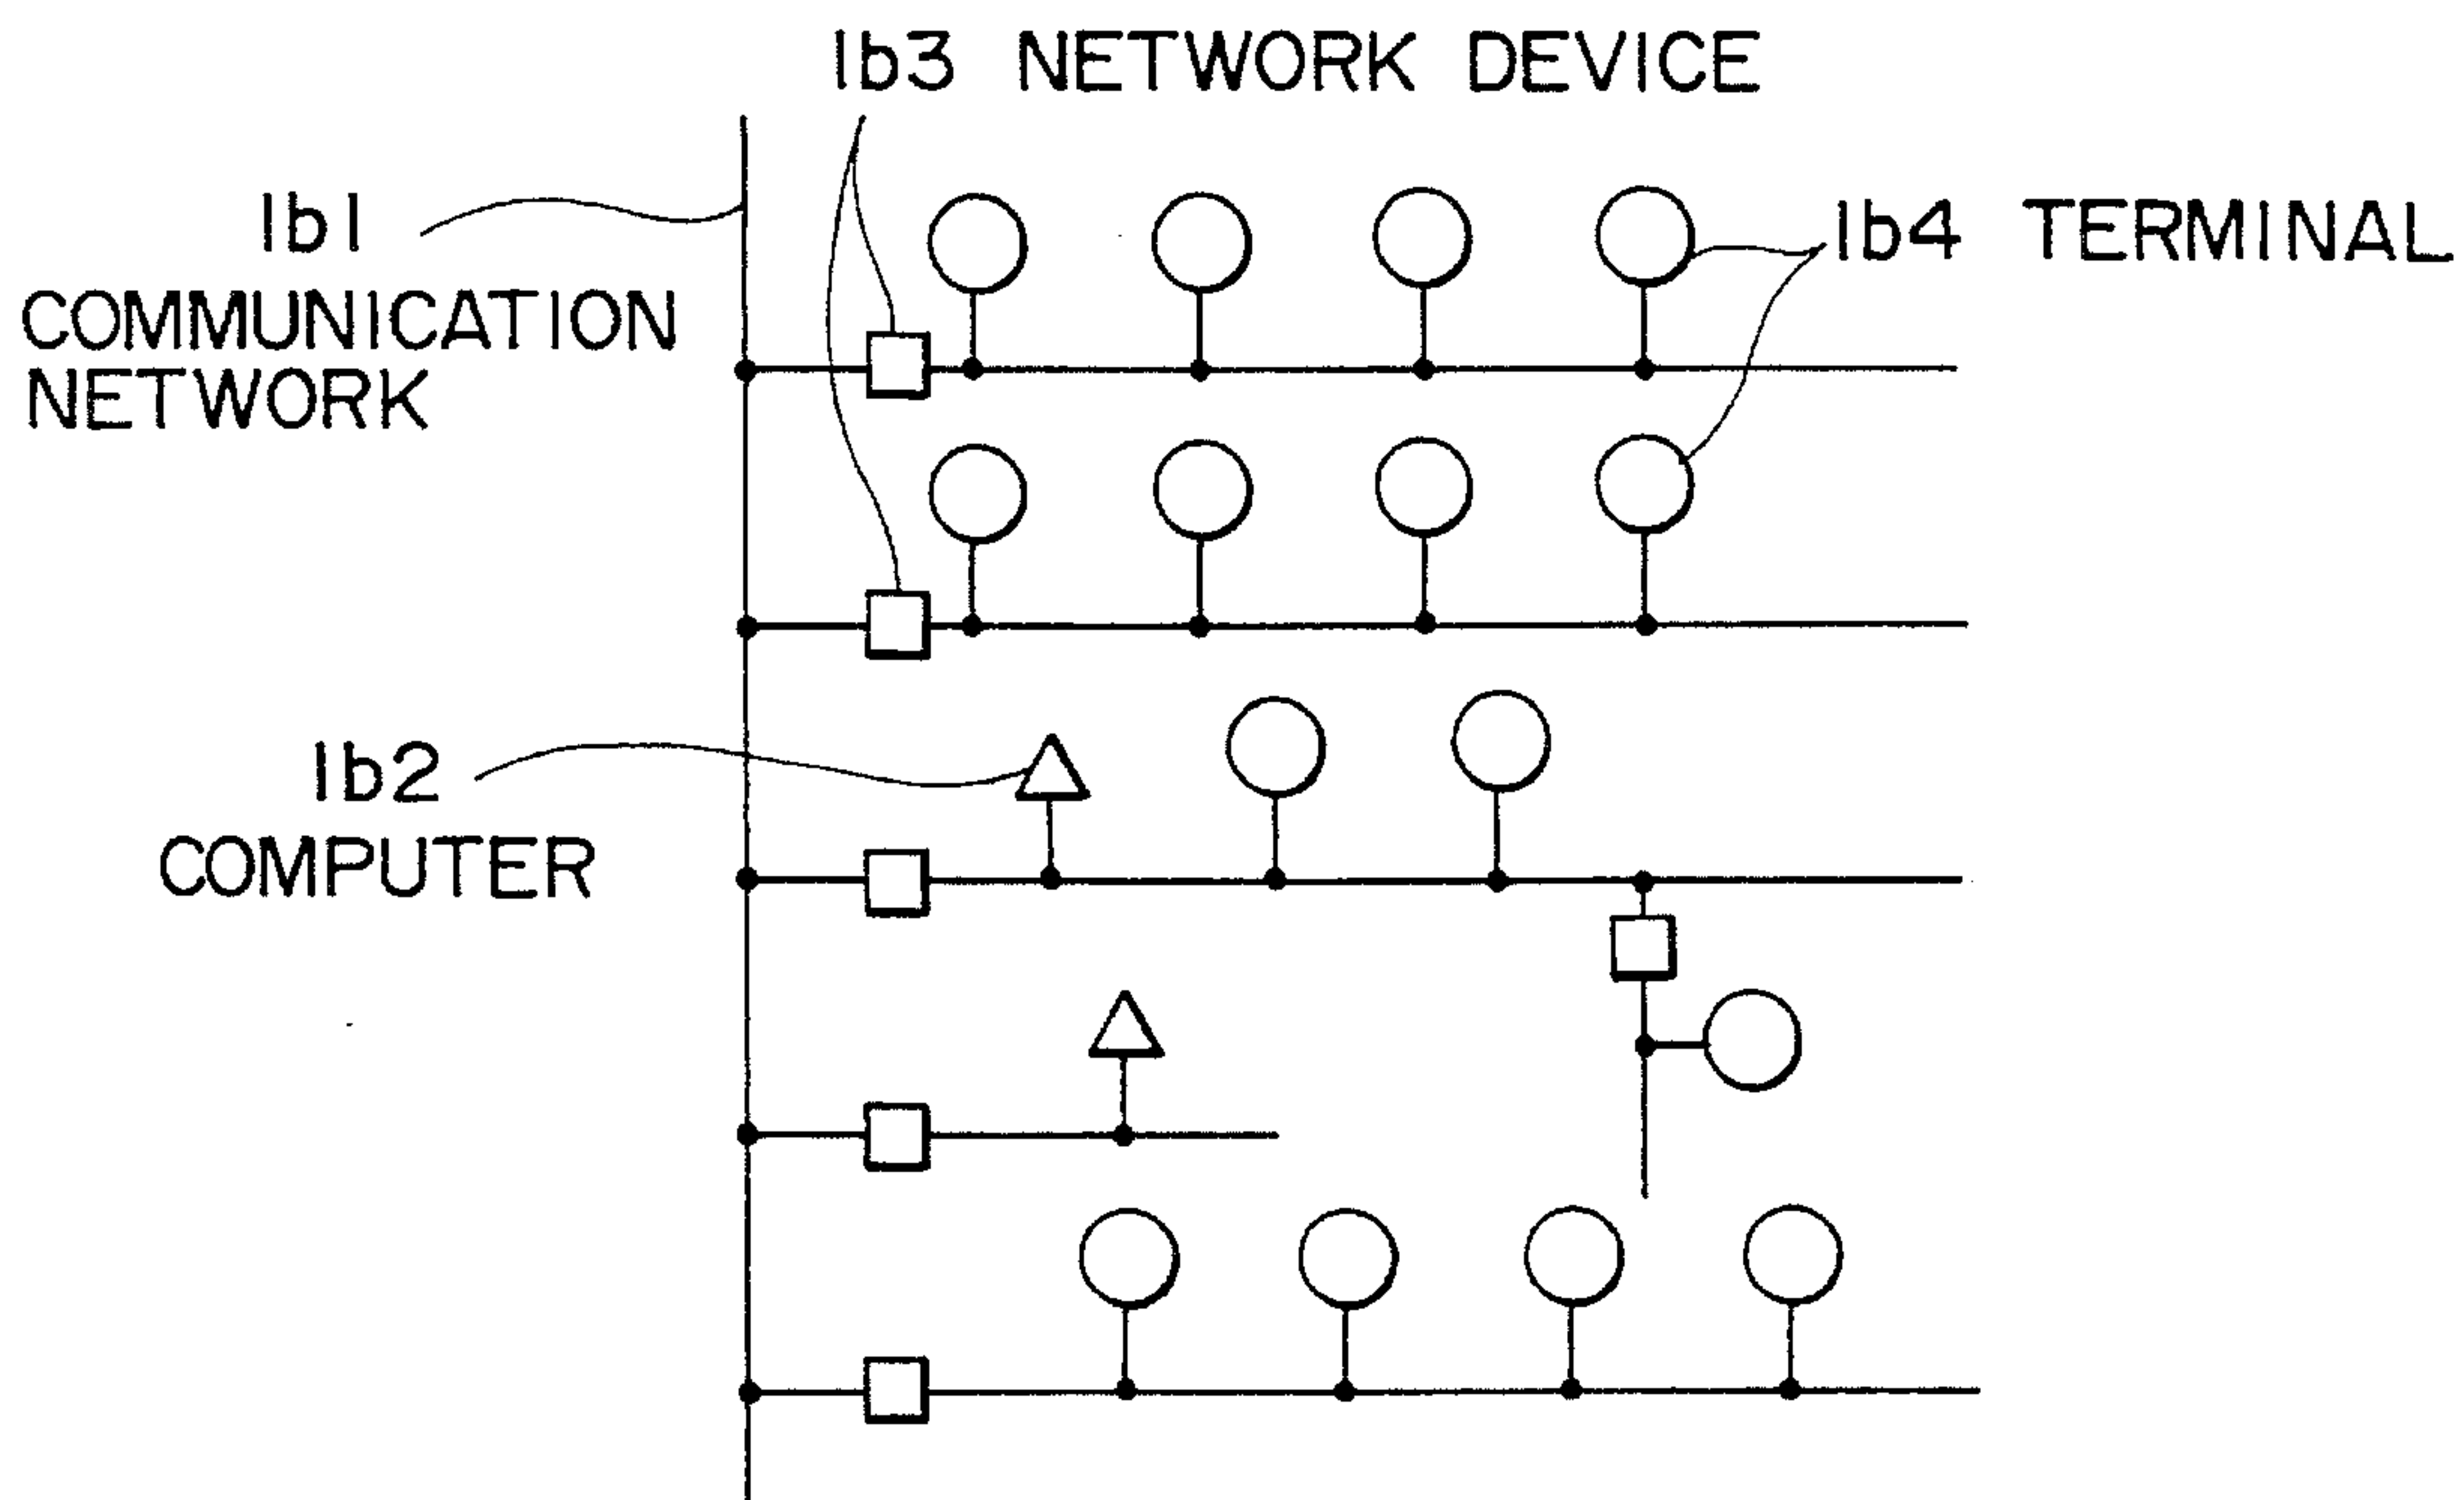 1b3 NETWORK DEVICE
1b1
COMMUNICATION
NETWORK
1b4 TERMINAL
1b2
COMPUTER